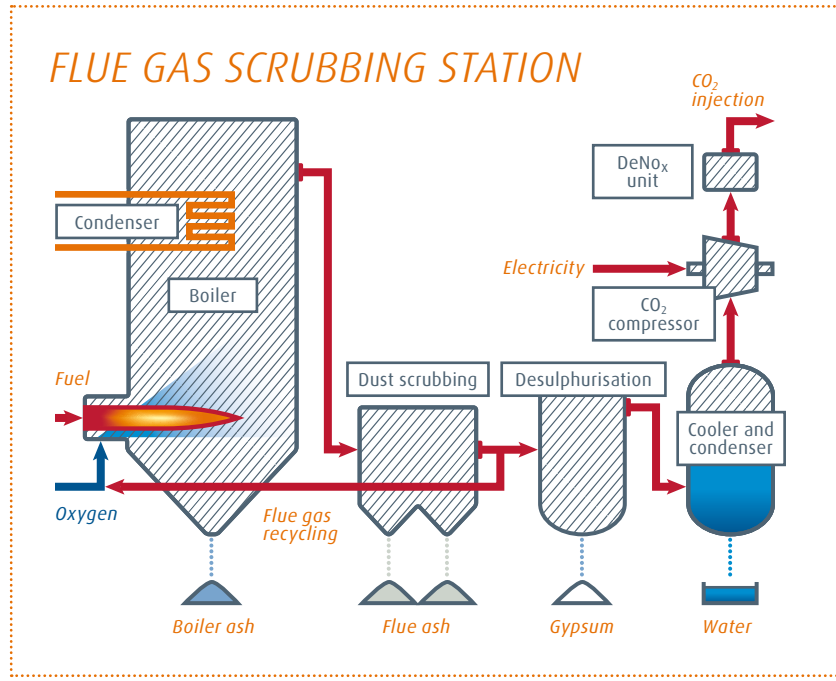 FLUE GAS SCRUBBING STATION
CO₂
injection
DeNoₓ
unit
Condenser
Electricity
Boiler
CO₂
compressor
Fuel
Dust scrubbing
Desulphurisation
Cooler and
condenser
Oxygen
Flue gas
recycling
Boiler ash
Flue ash
Gypsum
Water